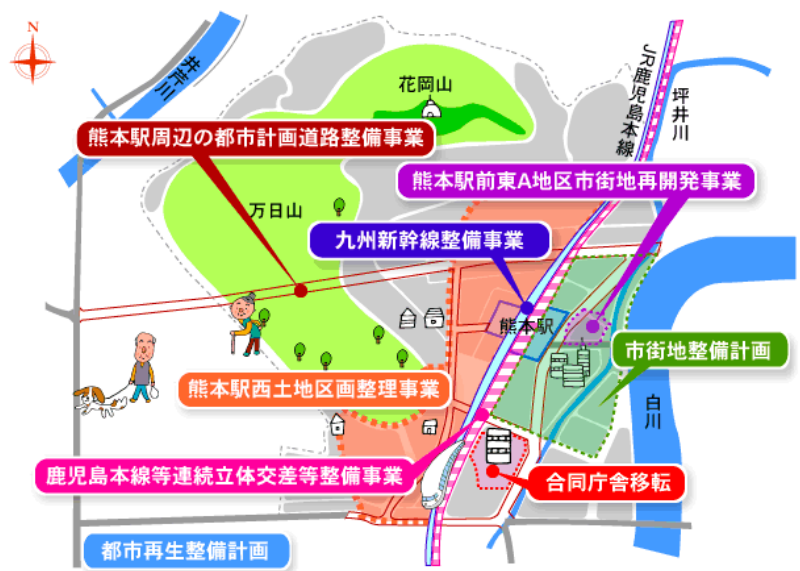 N
井芹川
花岡山
JR鹿児島本線
坪井川
熊本駅周辺の都市計画道路整備事業
熊本駅前東A地区市街地再開発事業
万日山
九州新幹線整備事業
熊本駅
市街地整備計画
熊本駅西土地区画整理事業
白川
鹿児島本線等連続立体交差等整備事業
合同庁舎移転
都市再生整備計画